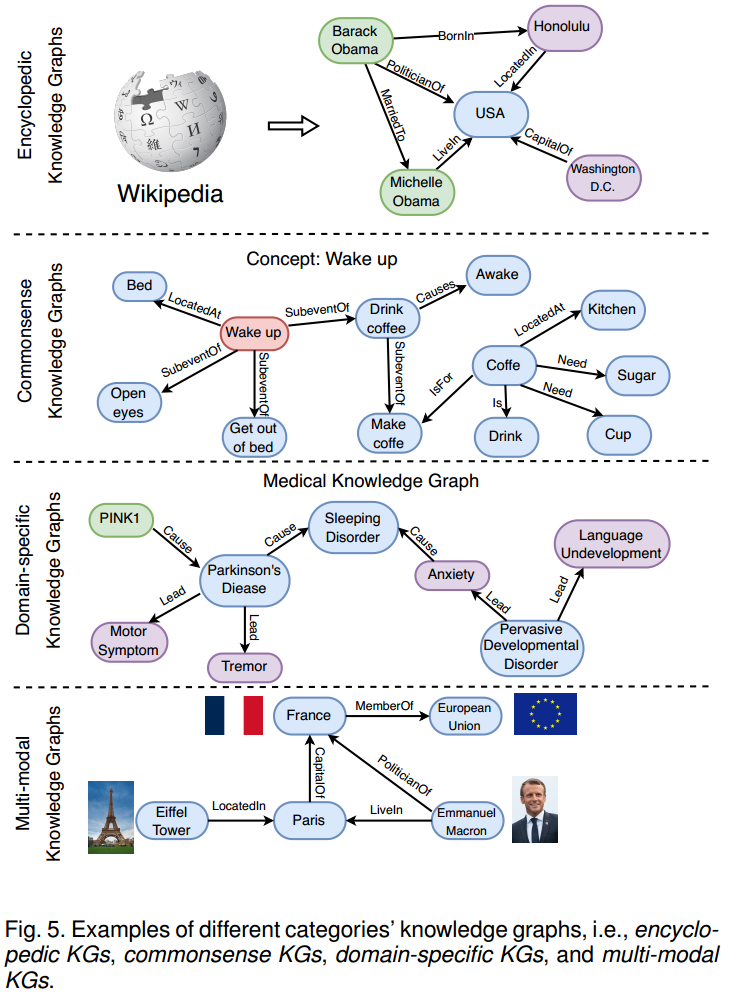 Encyclopedic
Knowledge Graphs
Ω
W
И
維
Wikipedia
Barack
Obama
BornIn
Honolulu
PoliticianOf
LocatedIn
MarriedTo
USA
LiveIn
CapitalOf
Michelle
Obama
Washington
D.C.
Commonsense
Knowledge Graphs
Concept: Wake up
Bed
LocatedAt
Wake up
SubeventOf
Drink
coffee
Causes
Awake
SubeventOf
Open
eyes
SubeventOf
Get out
of bed
SubeventOf
Make
coffe
IsFor
Coffe
LocatedAt
Kitchen
Need
Sugar
Need
Cup
Is
Drink
Domain-specific
Knowledge Graphs
Medical Knowledge Graph
PINK1
Cause
Parkinson's
Diease
Cause
Sleeping
Disorder
Lead
Motor
Symptom
Lead
Tremor
Cause
Anxiety
Lead
Pervasive
Developmental
Disorder
Lead
Language
Undevelopment
Multi-modal
Knowledge Graphs
France
MemberOf
European
Union
CapitalOf
PoliticianOf
Eiffel
Tower
LocatedIn
Paris
LiveIn
Emmanuel
Macron
Fig. 5. Examples of different categories' knowledge graphs, i.e., encyclo-
pedic KGs, commonsense KGs, domain-specific KGs, and multi-modal
KGs.